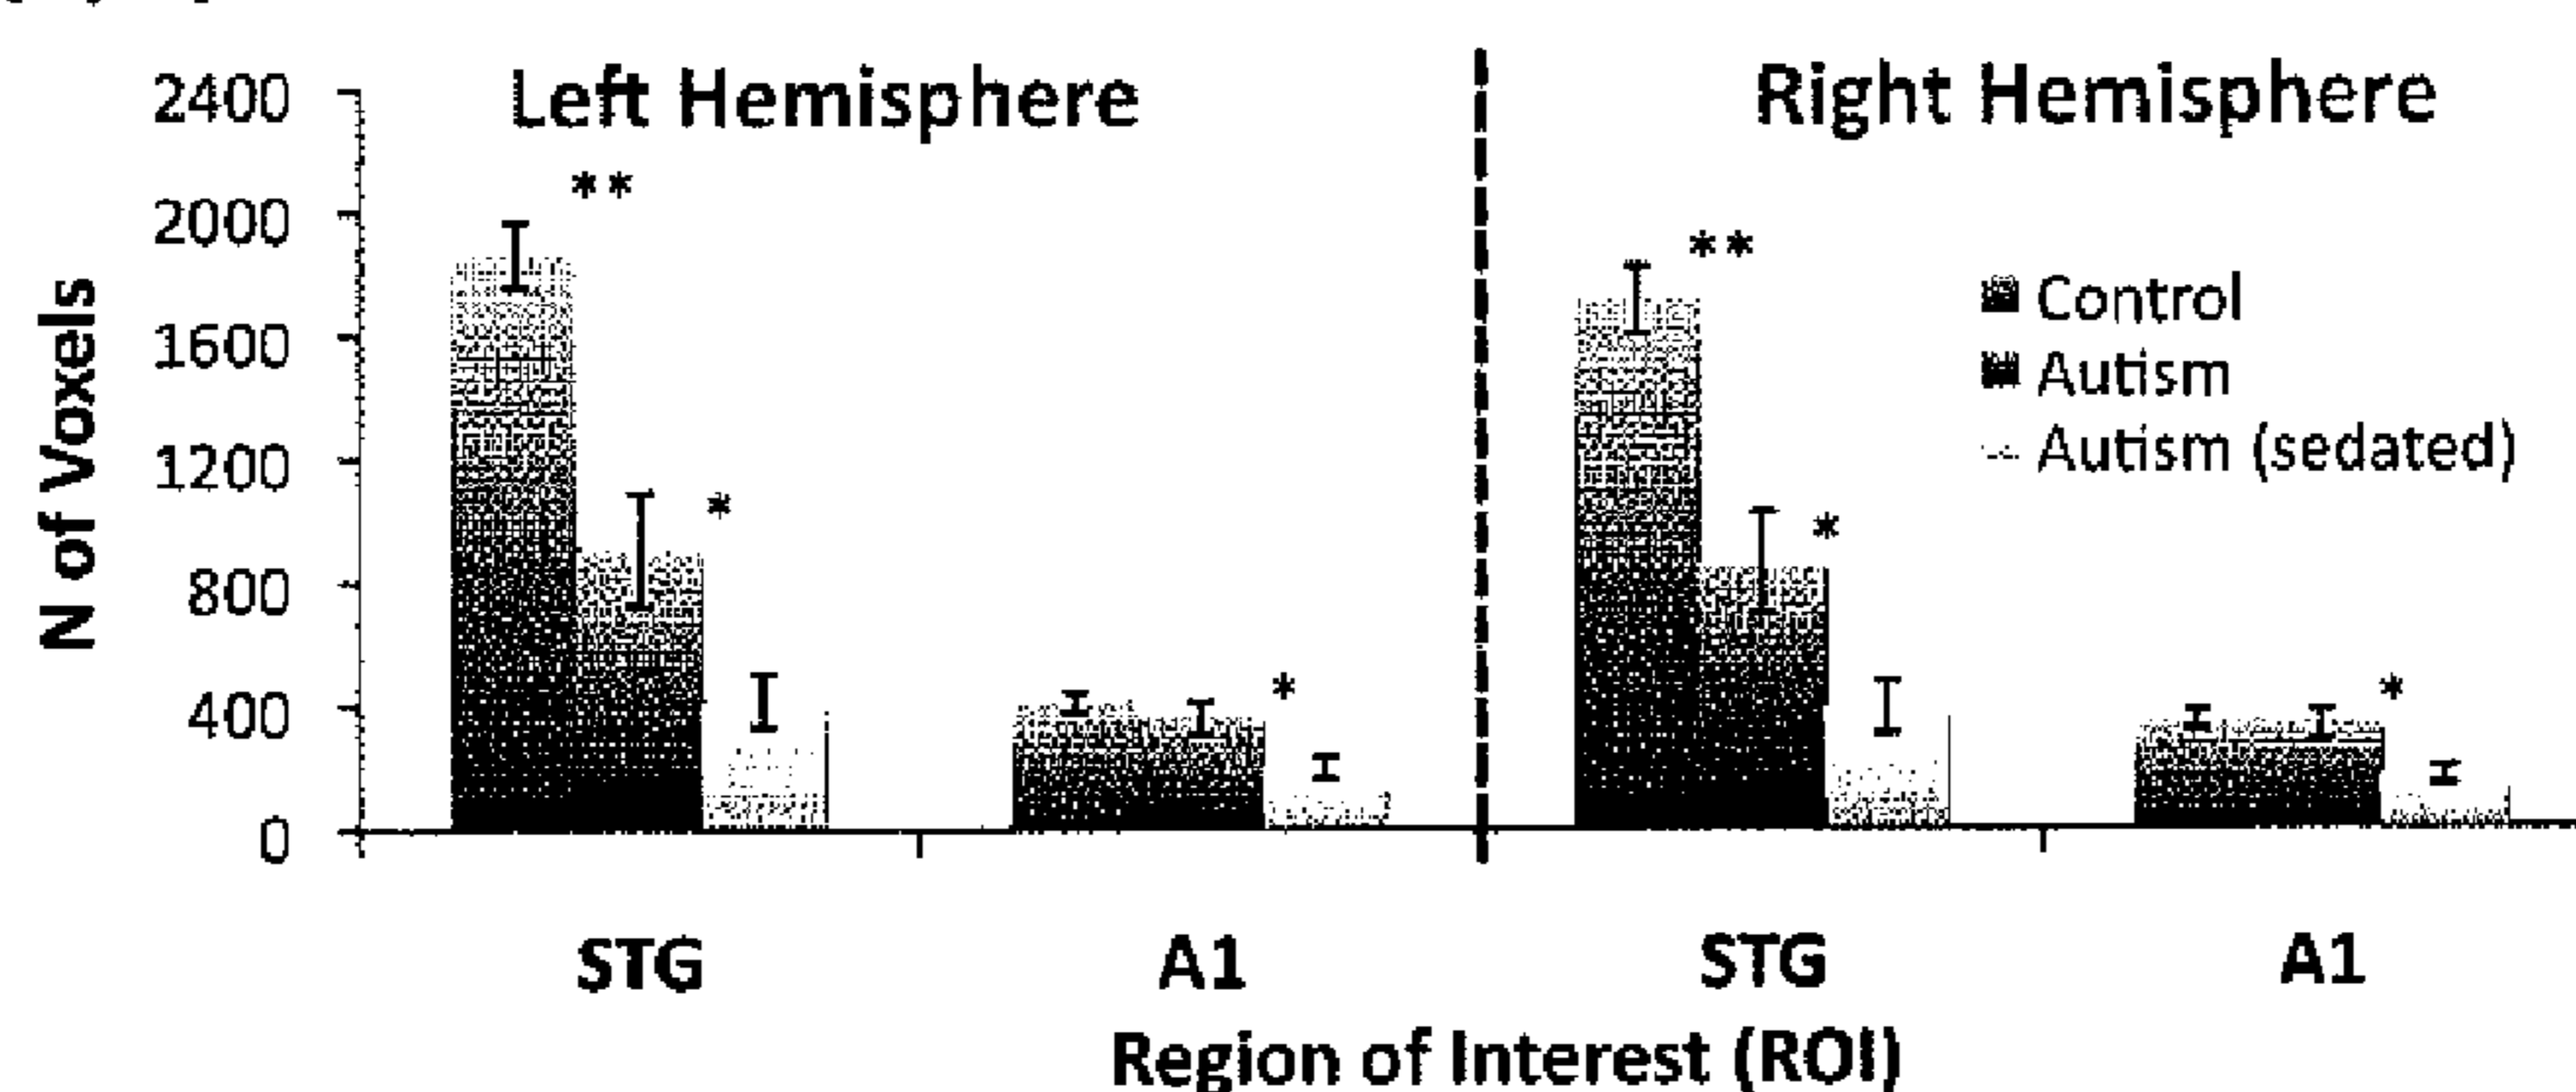 Left Hemisphere
Right Hemisphere
2400
2000
1600
1200
800
400
0
N of Voxels
**
*
*
**
*
*
Control
Autism
Autism (sedated)
STG
A1
STG
A1
Region of Interest (ROI)